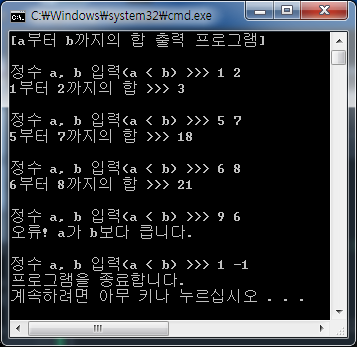 C:₩Windows₩system32₩cmd.exe
[a부터 b까지의 합 출력 프로그램]
정수 a, b 입력(a < b) >>> 1 2
1부터 2까지의 합 >>> 3
정수 a, b 입력(a < b) >>> 5 7
5부터 7까지의 합 >>> 18
정수 a, b 입력(a < b) >>> 6 8
6부터 8까지의 합 >>> 21
정수 a, b 입력(a < b) >>> 9 6
오류! a가 b보다 큽니다.
정수 a, b 입력(a < b) >>> 1 -1
프로그램을 종료합니다.
계속하려면 아무 키나 누르십시오 . . .